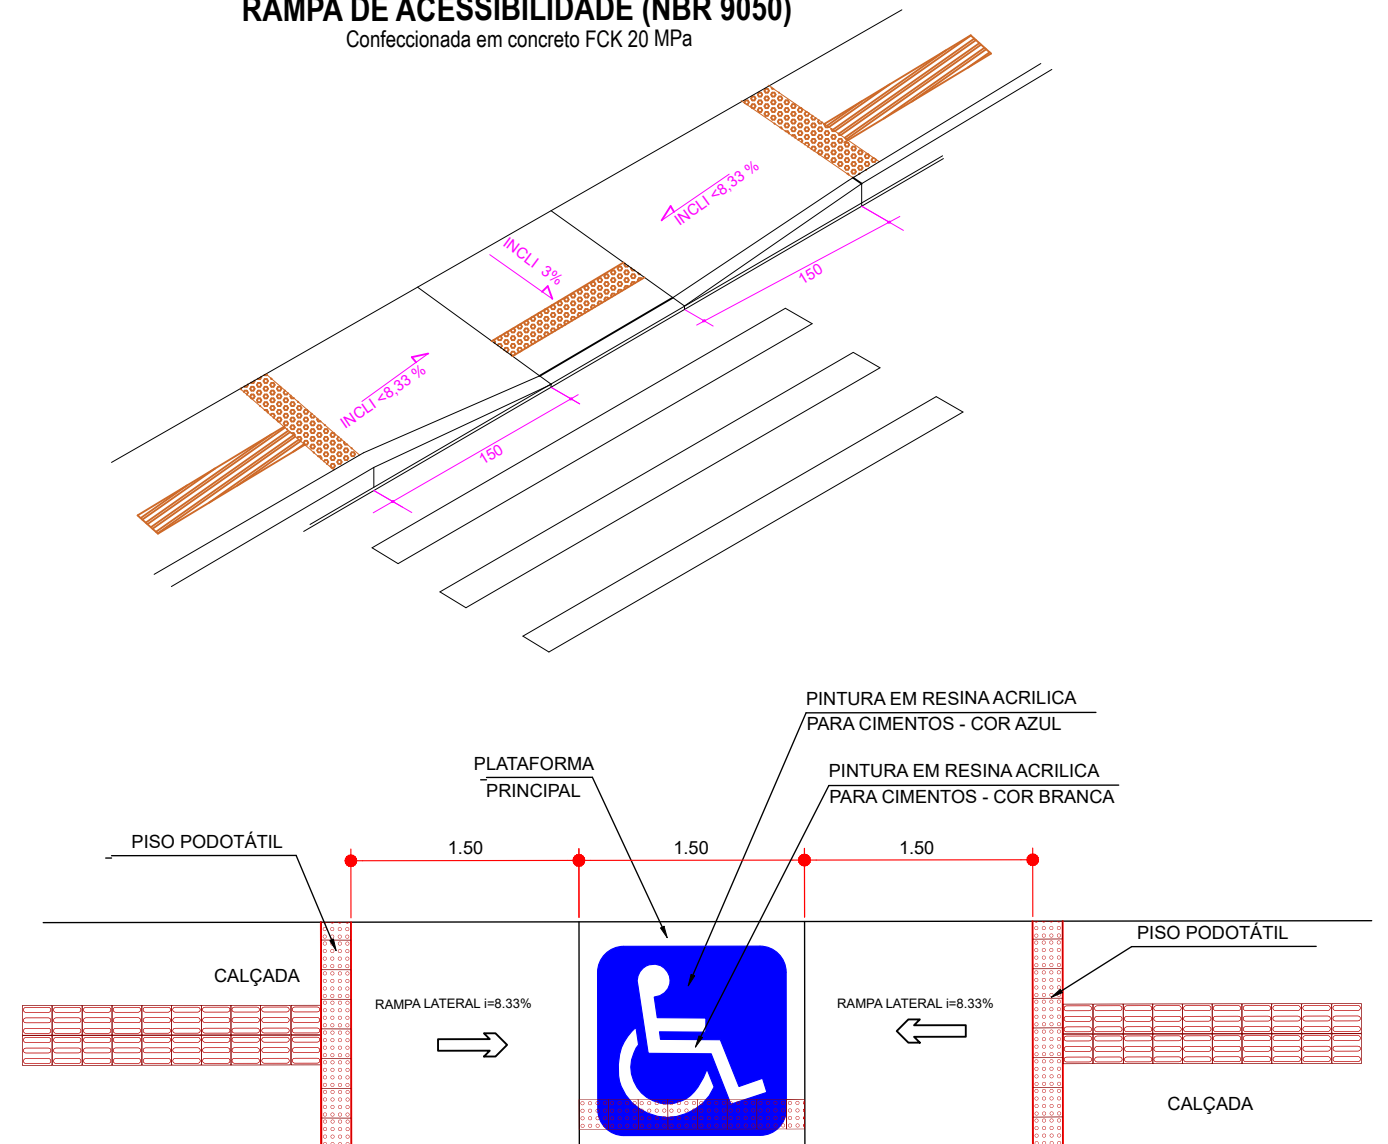 RAMPA DE ACESSIBILIDADE (NBR 9050)
Confeccionada em concreto FCK 20 MPa
INCLI <8,33 %
INCLI 3%
150
INCLI <8,33 %
150
PINTURA EM RESINA ACRILICA
PARA CIMENTOS - COR AZUL
PLATAFORMA
PRINCIPAL
PINTURA EM RESINA ACRILICA
PARA CIMENTOS - COR BRANCA
PISO PODOTÁTIL
1.50
1.50
1.50
PISO PODOTÁTIL
CALÇADA
RAMPA LATERAL i=8.33%
RAMPA LATERAL i=8.33%
CALÇADA